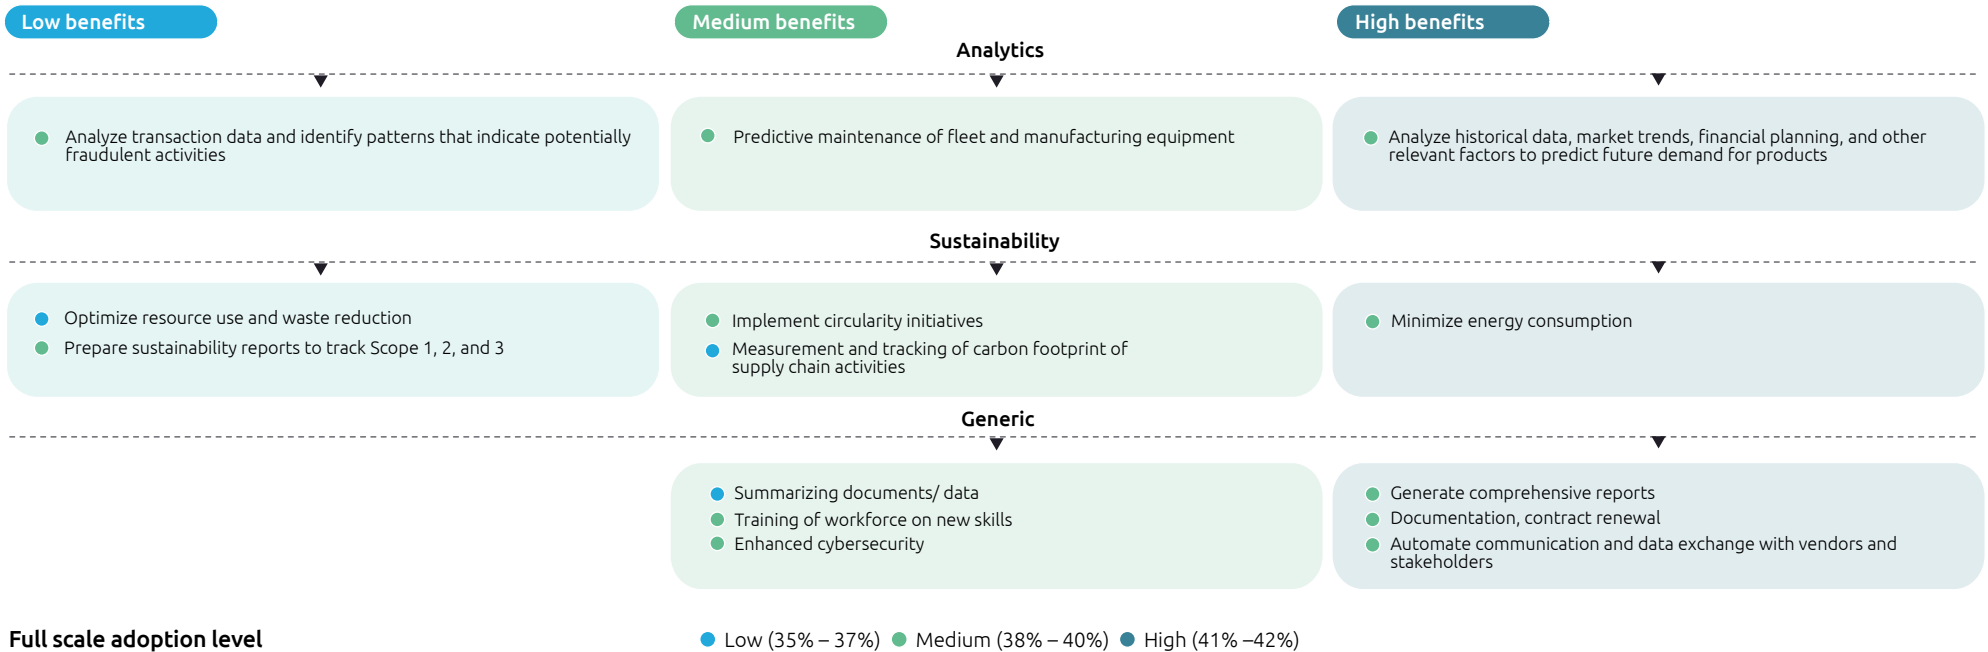 Low benefits
Medium benefits
High benefits
Analytics
Analyze transaction data and identify patterns that indicate potentially
fraudulent activities
Predictive maintenance of fleet and manufacturing equipment
Analyze historical data, market trends, financial planning, and other
relevant factors to predict future demand for products
Sustainability
Optimize resource use and waste reduction
Prepare sustainability reports to track Scope 1, 2, and 3
Implement circularity initiatives
Measurement and tracking of carbon footprint of
supply chain activities
Minimize energy consumption
Generic
Summarizing documents/ data
Training of workforce on new skills
Enhanced cybersecurity
Generate comprehensive reports
Documentation, contract renewal
Automate communication and data exchange with vendors and
stakeholders
Full scale adoption level
Low (35% – 37%)
Medium (38% – 40%)
High (41% –42%)